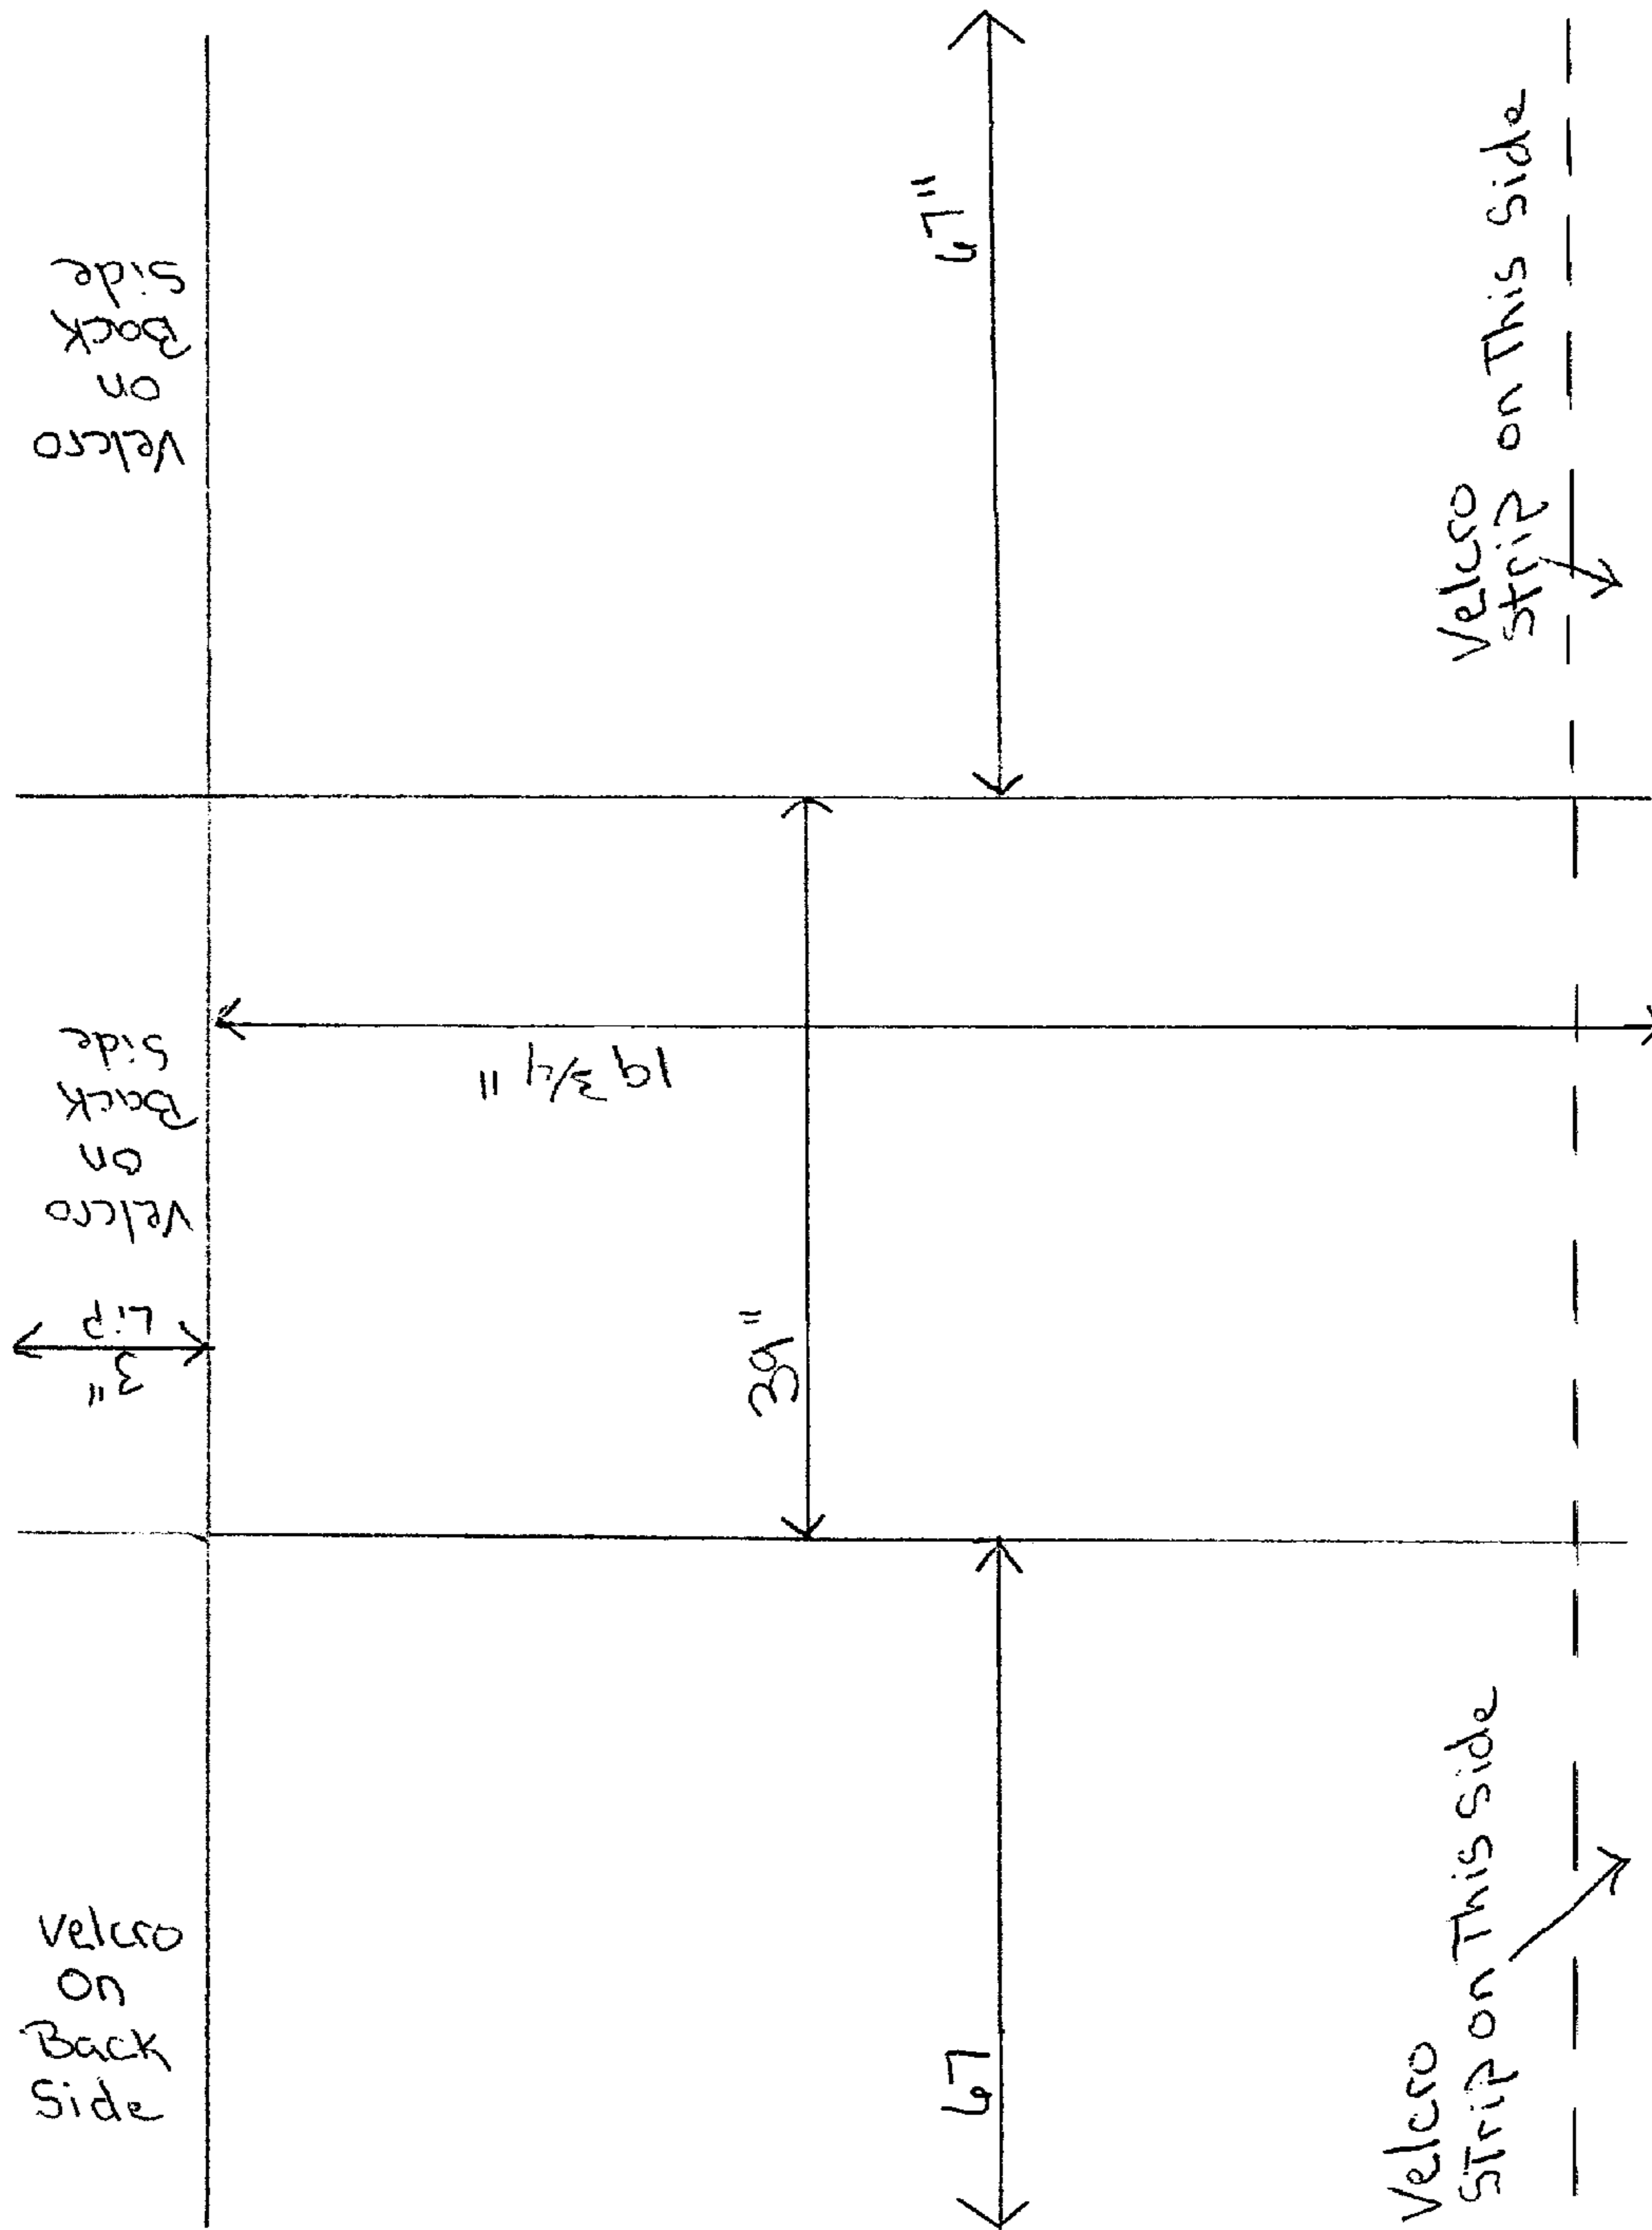 Velcro
on
Back
Side
67"
Velcro
Strip on This Side
Velcro
on
Back
Side
19 3/4"
3"
Lip
39"
Velcro
On
Back
Side
67
Velcro
Strip on This Side